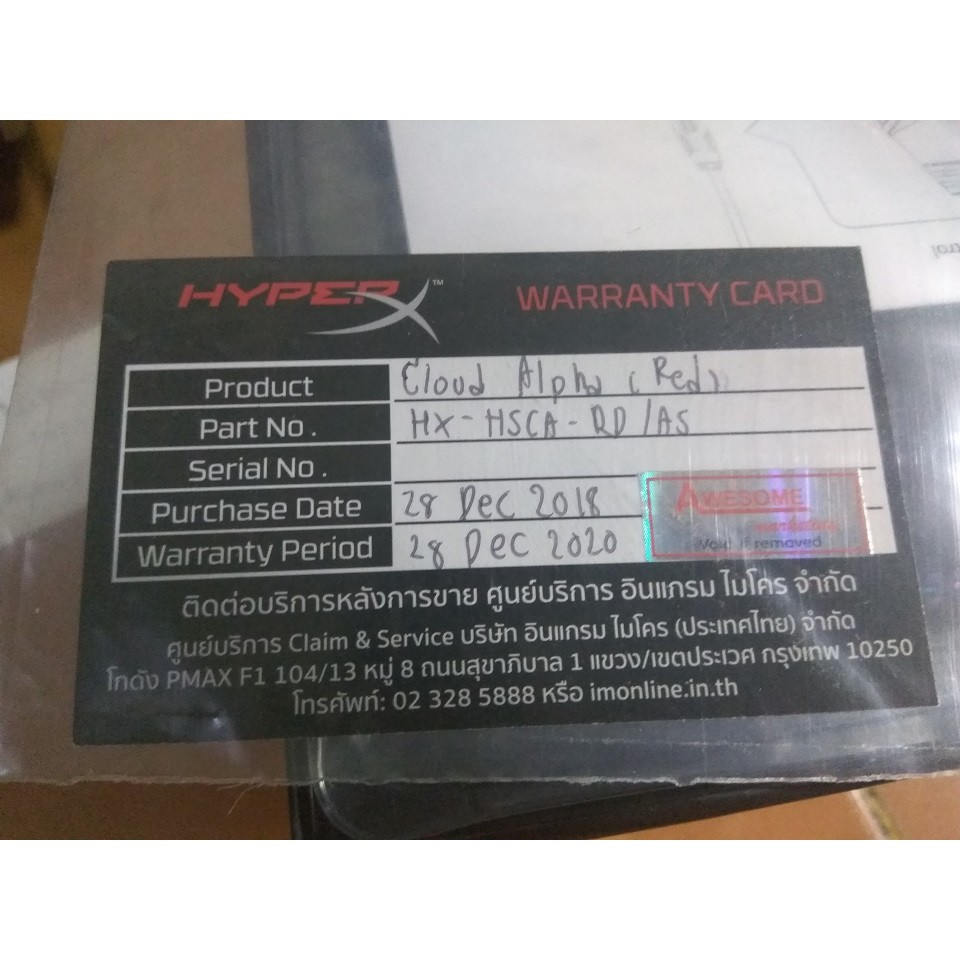 HYPERX™ WARRANTY CARD
Product Cloud Alpha (Red)
Part No. HX-HSCA-RD/AS
Serial No.
Purchase Date 28 Dec 2018
Warranty Period 28 Dec 2020
AWESOME
Void if removed
ติดต่อบริการหลังการขาย ศูนย์บริการ อินแกรม ไมโคร จำกัด
ศูนย์บริการ Claim & Service บริษัท อินแกรม ไมโคร (ประเทศไทย) จำกัด
โกดัง PMAX F1 104/13 หมู่ 8 ถนนสุขาภิบาล 1 แขวง/เขตประเวศ กรุงเทพ 10250
โทรศัพท์: 02 328 5888 หรือ imonline.in.th